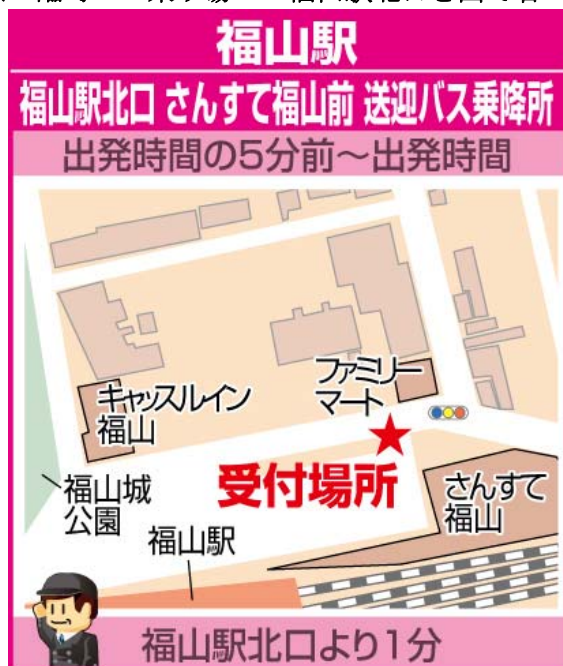 福山駅
福山駅北口 さんすて福山前 送迎バス乗降所
出発時間の5分前～出発時間
ファミリー
マート
キャッスルイン
福山
受付場所
さんすて
福山
福山城
公園
福山駅
福山駅北口より1分